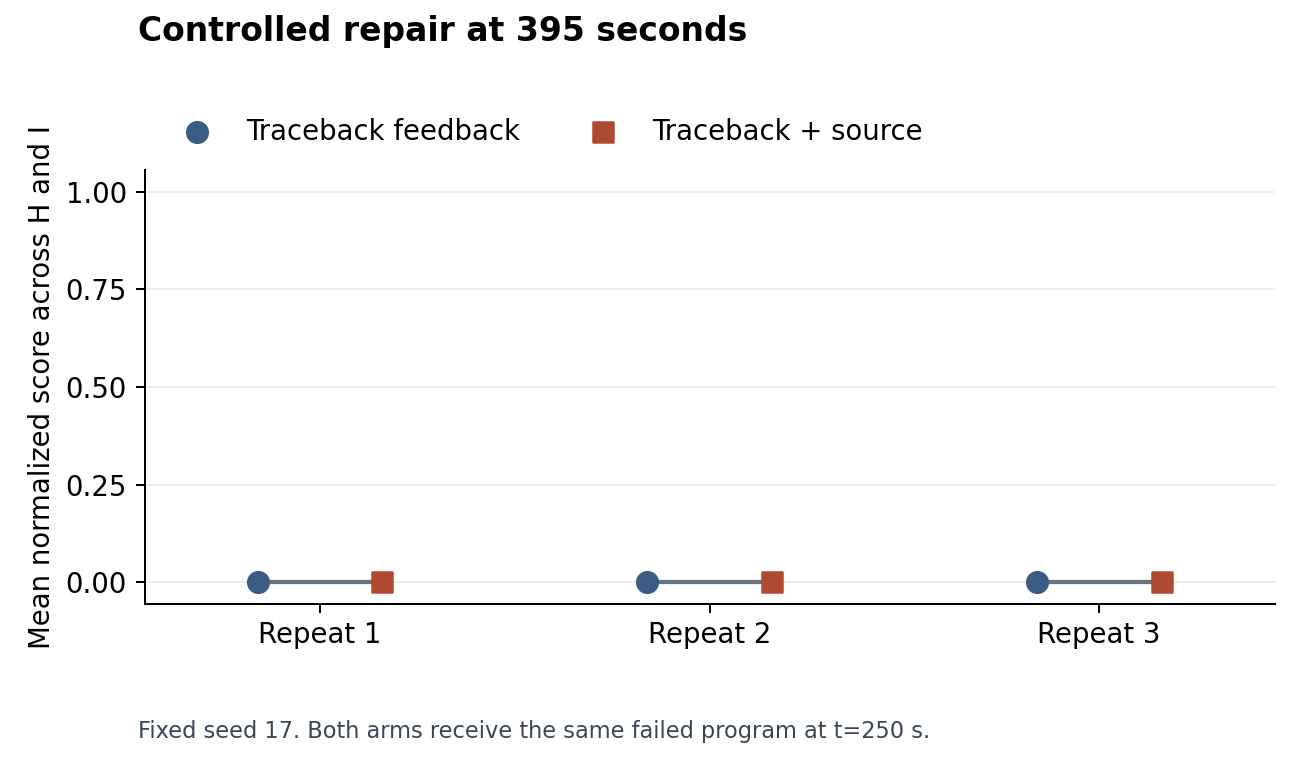 Controlled repair at 395 seconds
Traceback feedback
Traceback + source
Mean normalized score across H and I
1.00
0.75
0.50
0.25
0.00
Repeat 1
Repeat 2
Repeat 3
Fixed seed 17. Both arms receive the same failed program at t=250 s.